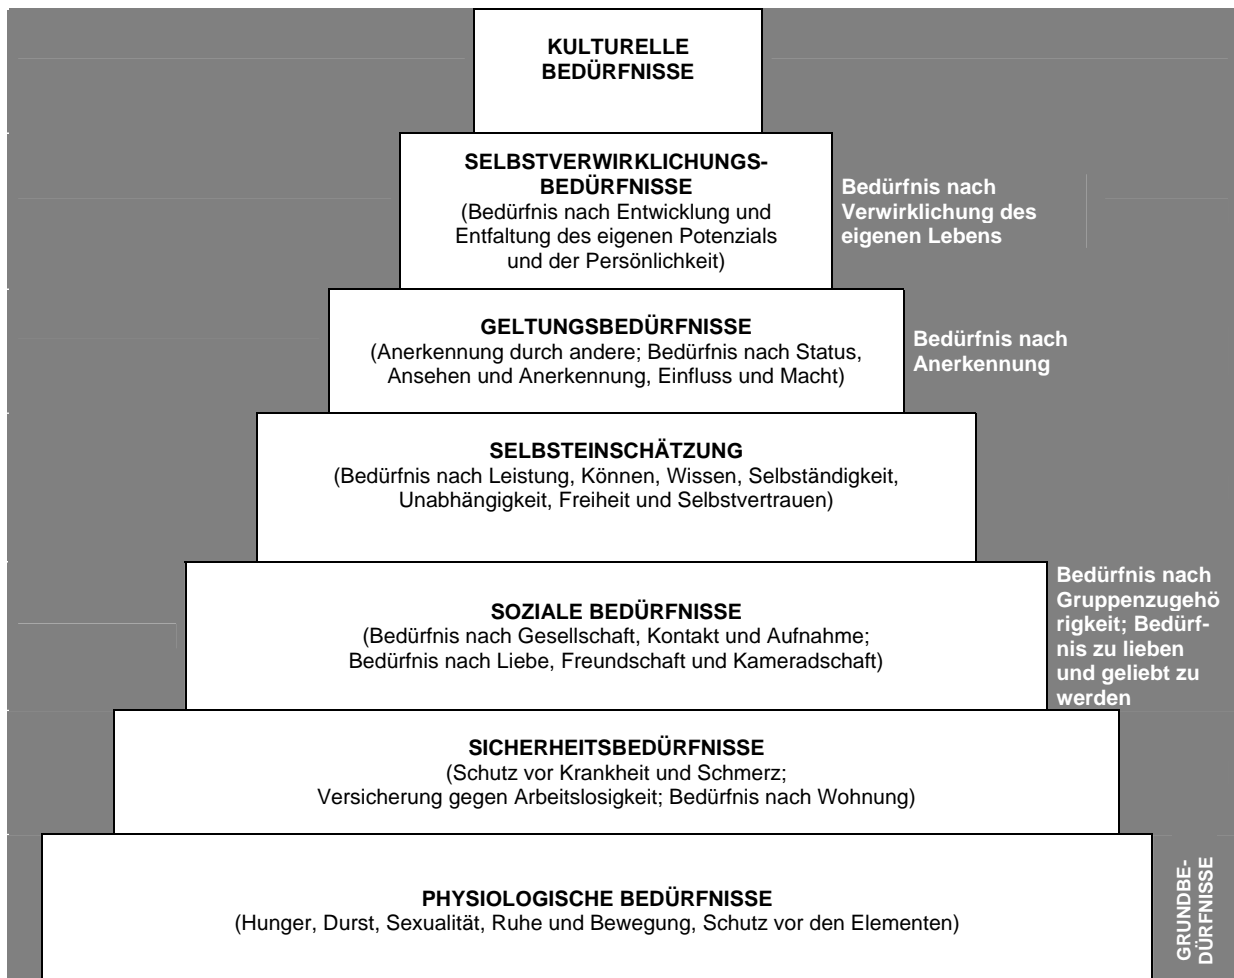 KULTURELLE
BEDÜRFNISSE
SELBSTVERWIRKLICHUNGS-
BEDÜRFNISSE
(Bedürfnis nach Entwicklung und
Entfaltung des eigenen Potenzials
und der Persönlichkeit)
Bedürfnis nach
Verwirklichung des
eigenen Lebens
GELTUNGSBEDÜRFNISSE
(Anerkennung durch andere; Bedürfnis nach Status,
Ansehen und Anerkennung, Einfluss und Macht)
Bedürfnis nach
Anerkennung
SELBSTEINSCHÄTZUNG
(Bedürfnis nach Leistung, Können, Wissen, Selbständigkeit,
Unabhängigkeit, Freiheit und Selbstvertrauen)
SOZIALE BEDÜRFNISSE
(Bedürfnis nach Gesellschaft, Kontakt und Aufnahme;
Bedürfnis nach Liebe, Freundschaft und Kameradschaft)
Bedürfnis nach
Gruppenzugehö
rigkeit; Bedürf-
nis zu lieben
und geliebt zu
werden
SICHERHEITSBEDÜRFNISSE
(Schutz vor Krankheit und Schmerz;
Versicherung gegen Arbeitslosigkeit; Bedürfnis nach Wohnung)
PHYSIOLOGISCHE BEDÜRFNISSE
(Hunger, Durst, Sexualität, Ruhe und Bewegung, Schutz vor den Elementen)
GRUNDBE-
DÜRFNISSE